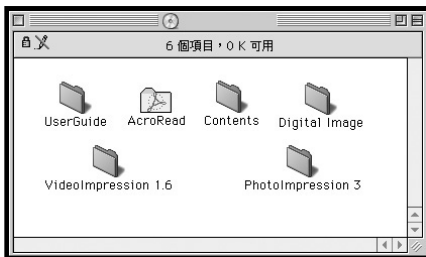 6 個項目,0 K 可用
UserGuide AcroRead Contents Digital Image
VideoImpression 1.6 PhotoImpression 3